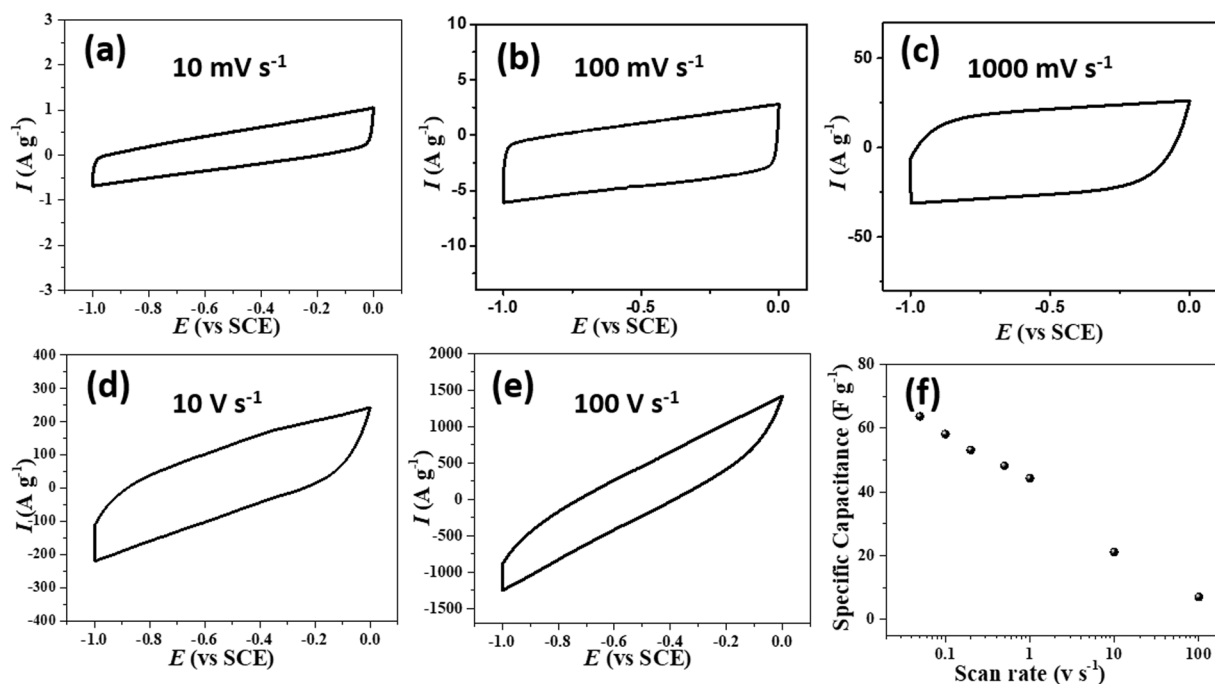 (a)
10 mV s⁻¹
3
2
1
0
-1
-2
3
I (A g⁻¹)
-1.0 -0.8 -0.6 -0.4 -0.2 0.0
E (vs SCE)
(b)
100 mV s⁻¹
10
5
0
-5
-10
I (A g⁻¹)
-1.0 -0.5 0.0
E (vs SCE)
(c)
1000 mV s⁻¹
50
0
-50
I (A g⁻¹)
-1.0 -0.5 0.0
E (vs SCE)
(d)
10 V s⁻¹
400
300
200
100
0
-100
-200
-300
-400
I (A g⁻¹)
-1.0 -0.8 -0.6 -0.4 -0.2 0.0
E (vs SCE)
(e)
100 V s⁻¹
2000
1500
1000
500
0
-500
-1000
-1500
I (A g⁻¹)
-1.0 -0.8 -0.6 -0.4 -0.2 0.0
E (vs SCE)
(f)
80
60
40
20
0
Specific Capacitance (F g⁻¹)
0.1 1 10 100
Scan rate (v s⁻¹)